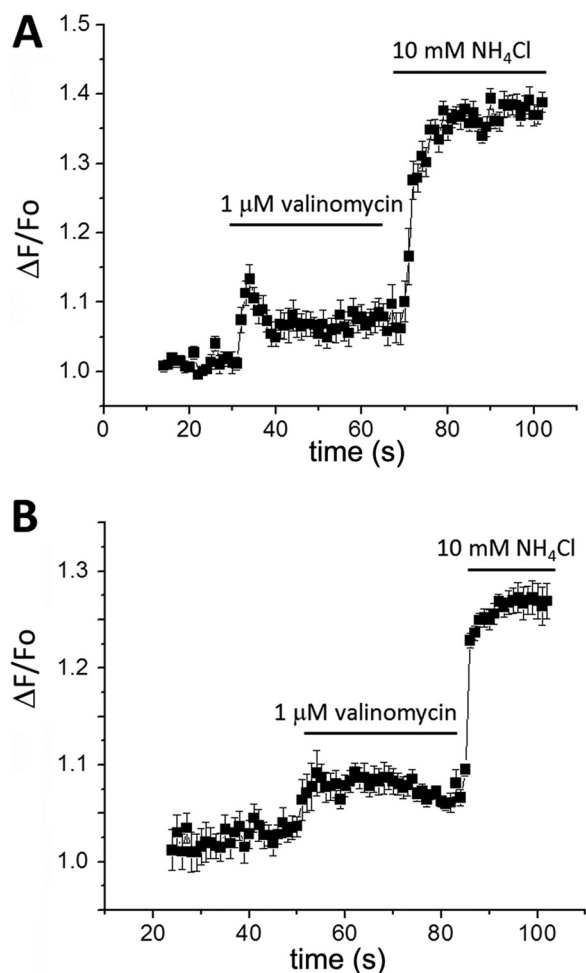 A
10 mM NH₄Cl
1 μM valinomycin
ΔF/Fo
1.5
1.4
1.3
1.2
1.1
1.0
0 20 40 60 80 100
time (s)
B
10 mM NH₄Cl
1 μM valinomycin
ΔF/Fo
1.3
1.2
1.1
1.0
20 40 60 80 100
time (s)